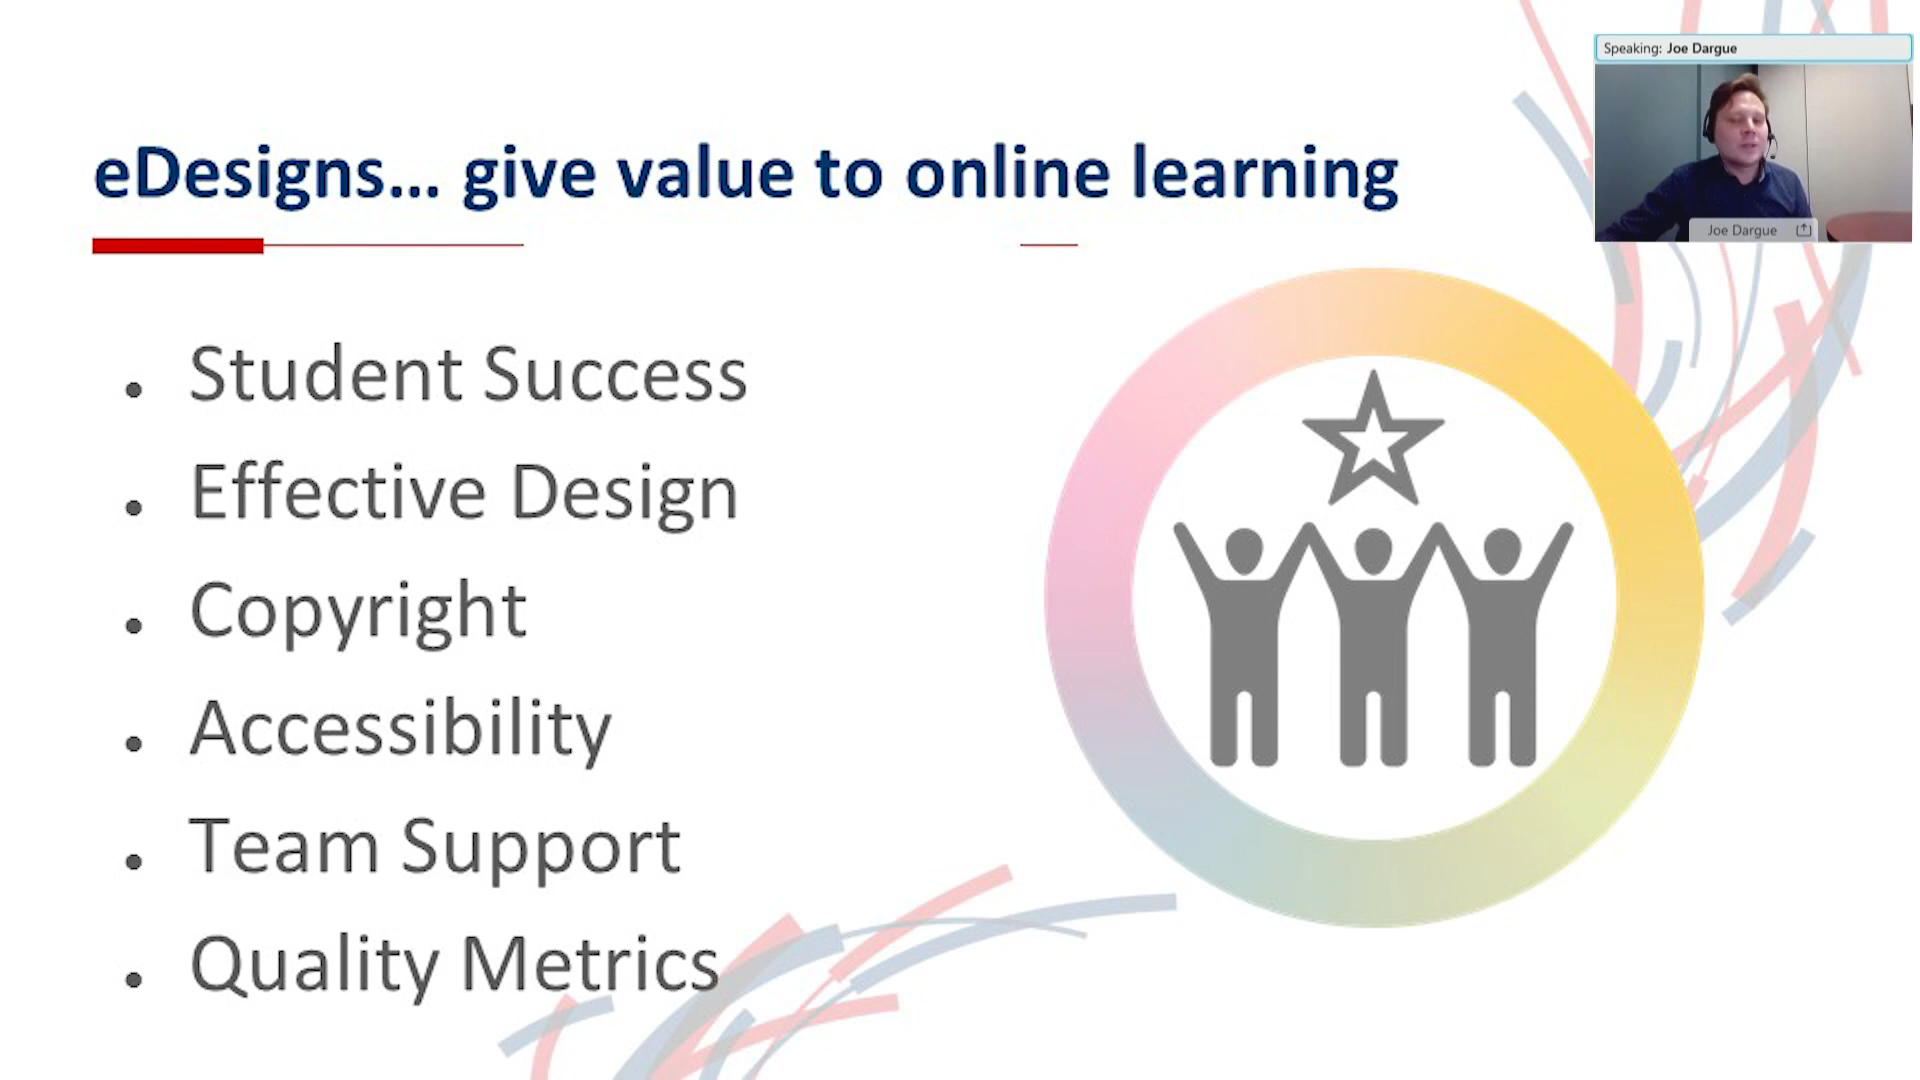 Speaking: Joe Dargue
Joe Dargue
eDesigns... give value to online learning
• Student Success
• Effective Design
• Copyright
• Accessibility
• Team Support
• Quality Metrics